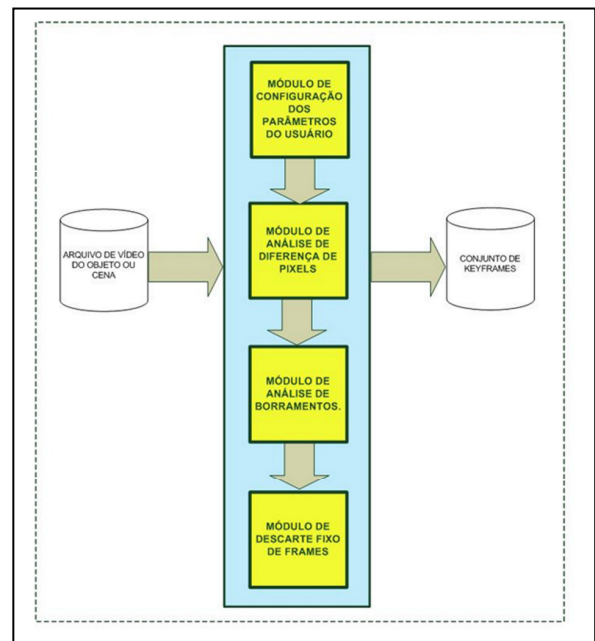 MÓDULO DE
CONFIGURAÇÃO
DOS
PARÂMETROS
DO USUÁRIO
ARQUIVO DE VÍDEO
DO OBJETO OU
CENA
MÓDULO DE
ANÁLISE DE
DIFERENÇA DE
PIXELS
CONJUNTO DE
KEYFRAMES
MÓDULO DE
ANÁLISE DE
BORRAMENTOS.
MÓDULO DE
DESCARTE FIXO
DE FRAMES